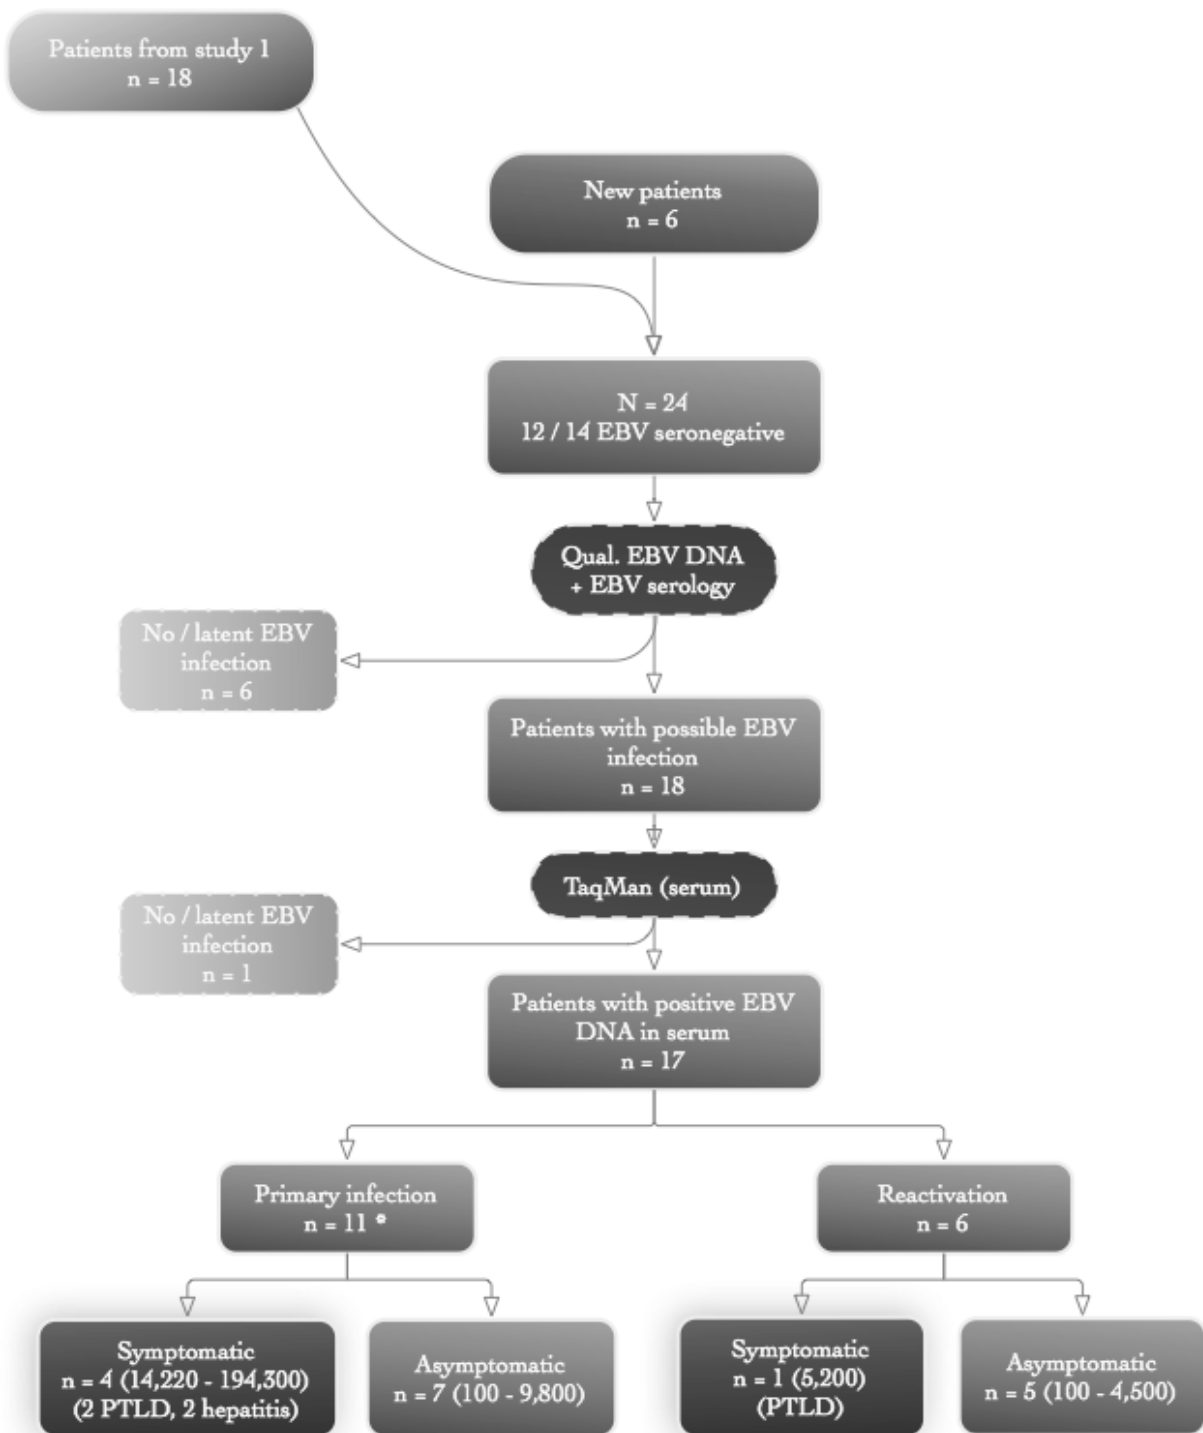 Patients from study 1
n = 18
New patients
n = 6
N = 24
12 / 14 EBV seronegative
Qual. EBV DNA
+ EBV serology
No / latent EBV
infection
n = 6
Patients with possible EBV
infection
n = 18
TaqMan (serum)
No / latent EBV
infection
n = 1
Patients with positive EBV
DNA in serum
n = 17
Primary infection
n = 11 *
Reactivation
n = 6
Symptomatic
n = 4 (14,220 - 194,300)
(2 PTLD, 2 hepatitis)
Asymptomatic
n = 7 (100 - 9,800)
Symptomatic
n = 1 (5,200)
(PTLD)
Asymptomatic
n = 5 (100 - 4,500)